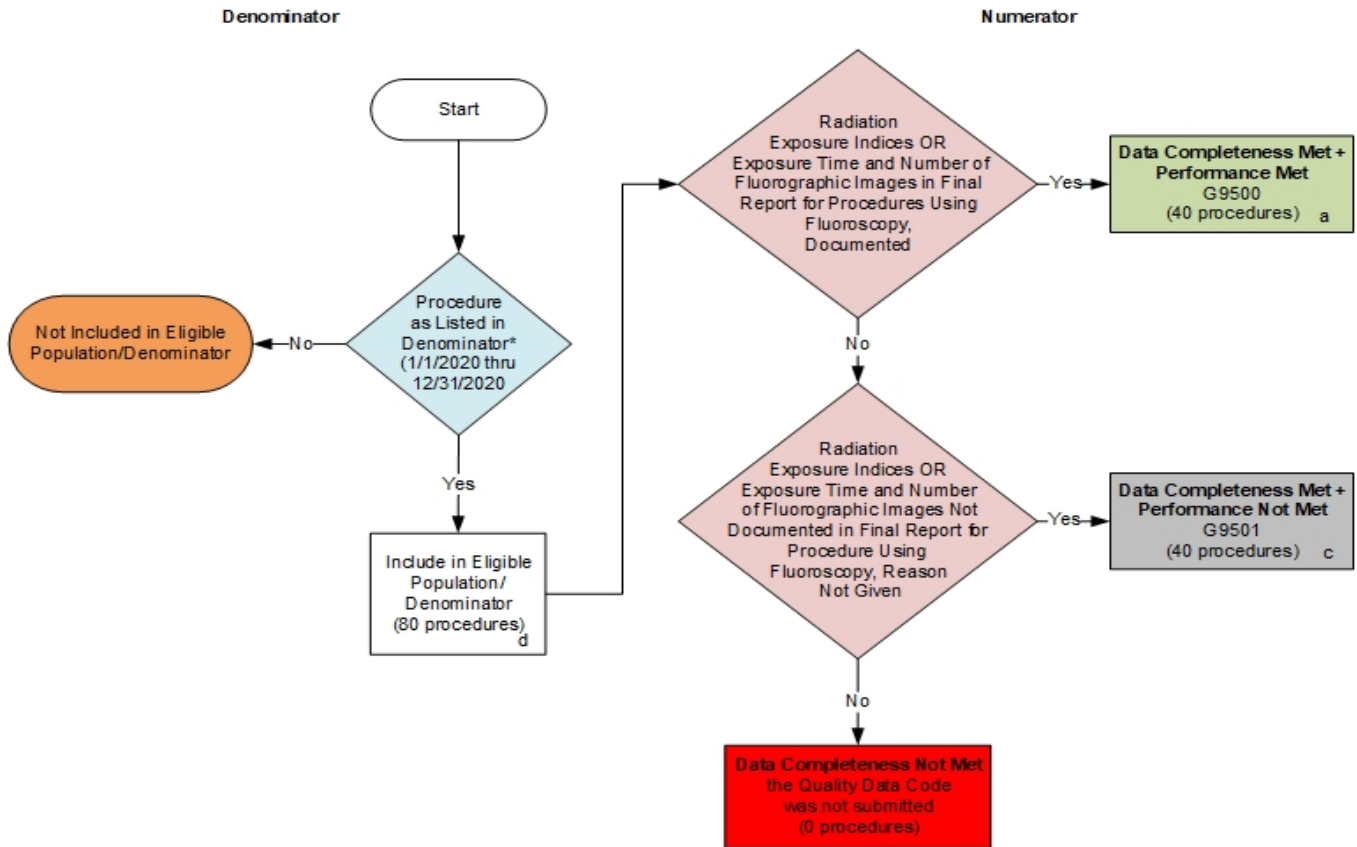 Denominator
Numerator
Start
Procedure
as Listed in
Denominator*
(1/1/2020 thru
12/31/2020
No
Not Included in Eligible
Population/Denominator
Yes
Include in Eligible
Population/
Denominator
(80 procedures)
d
Radiation
Exposure Indices OR
Exposure Time and Number of
Fluorographic Images in Final
Report for Procedures Using
Fluoroscopy,
Documented
Yes
Data Completeness Met +
Performance Met
G9500
(40 procedures) a
No
Radiation
Exposure Indices OR
Exposure Time and Number
of Fluorographic Images Not
Documented in Final Report for
Procedure Using
Fluoroscopy, Reason
Not Given
Yes
Data Completeness Met +
Performance Not Met
G9501
(40 procedures) c
No
Data Completeness Not Met
the Quality Data Code
was not submitted
(0 procedures)